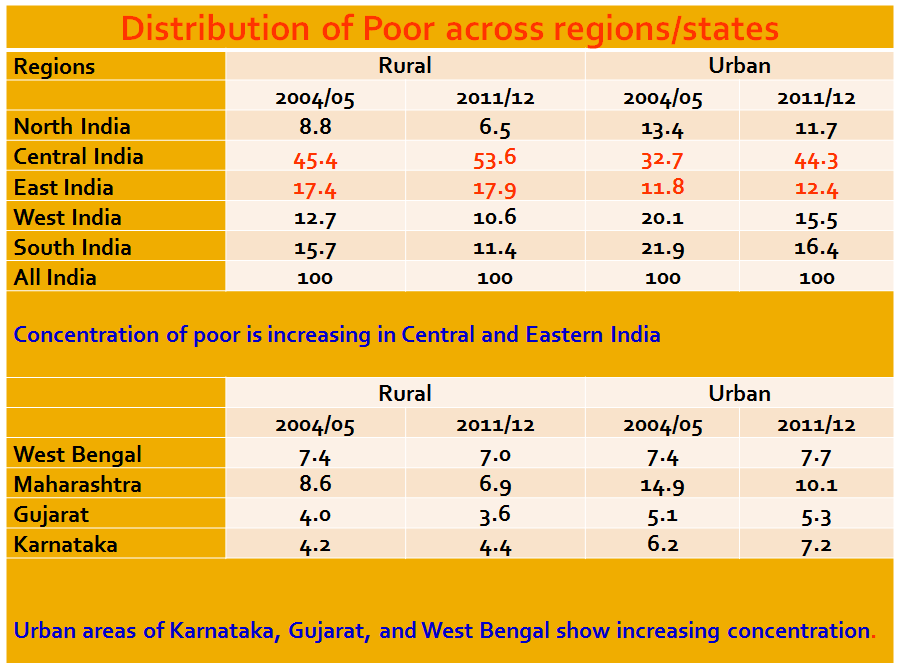 Distribution of Poor across regions/states
Regions Rural Urban
2004/05 2011/12 2004/05 2011/12
North India 8.8 6.5 13.4 11.7
Central India 45.4 53.6 32.7 44.3
East India 17.4 17.9 11.8 12.4
West India 12.7 10.6 20.1 15.5
South India 15.7 11.4 21.9 16.4
All India 100 100 100 100
Concentration of poor is increasing in Central and Eastern India
Rural Urban
2004/05 2011/12 2004/05 2011/12
West Bengal 7.4 7.0 7.4 7.7
Maharashtra 8.6 6.9 14.9 10.1
Gujarat 4.0 3.6 5.1 5.3
Karnataka 4.2 4.4 6.2 7.2
Urban areas of Karnataka, Gujarat, and West Bengal show increasing concentration.